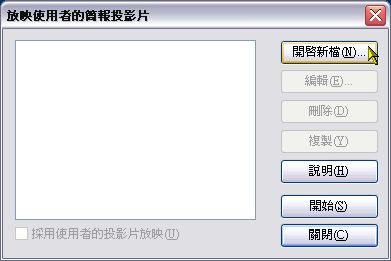 放映使用者的簡報投影片
開啟新檔(N)...
編輯(E)...
刪除(D)
複製(Y)
說明(H)
開始(S)
關閉(C)
採用使用者的投影片放映(U)